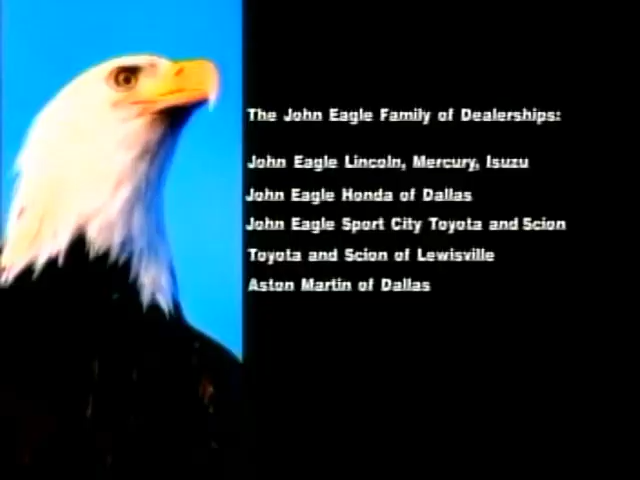 The John Eagle Family of Dealerships:
John Eagle Lincoln, Mercury, Isuzu
John Eagle Honda of Dallas
John Eagle Sport City Toyota and Scion
Toyota and Scion of Lewisville
Aston Martin of Dallas